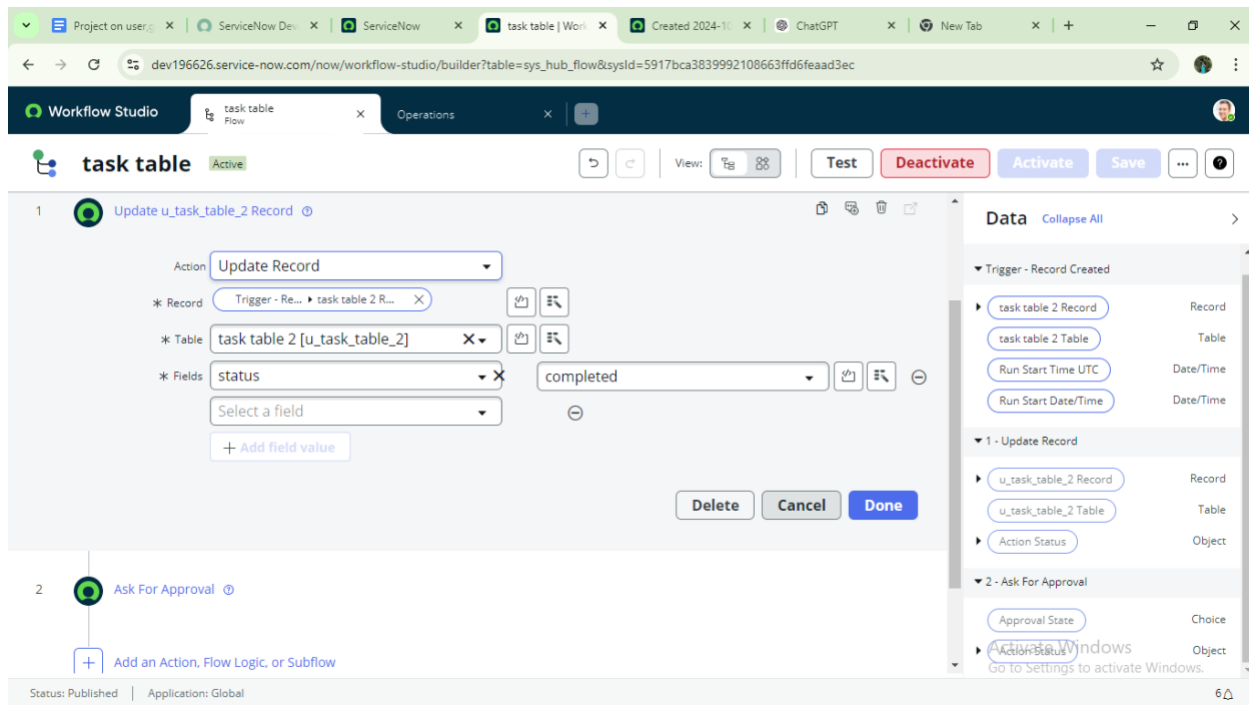 Project on user,g
ServiceNow Dev
ServiceNow
task table | Work
Created 2024-10
ChatGPT
New Tab
dev196626.service-now.com/now/workflow-studio/builder?table=sys_hub_flow&sysId=5917bca3839992108663ffd6feaad3ec
Workflow Studio
task table
Flow
Operations
task table
Active
View:
Test
Deactivate
Activate
Save
1
Update u_task_table_2 Record
Action
Update Record
* Record
Trigger - Re... ▸ task table 2 R...
* Table
task table 2 [u_task_table_2]
* Fields
status
completed
Select a field
+ Add field value
Delete
Cancel
Done
2
Ask For Approval
Add an Action, Flow Logic, or Subflow
Data
Collapse All
Trigger - Record Created
task table 2 Record
Record
task table 2 Table
Table
Run Start Time UTC
Date/Time
Run Start Date/Time
Date/Time
1 - Update Record
u_task_table_2 Record
Record
u_task_table_2 Table
Table
Action Status
Object
2 - Ask For Approval
Approval State
Choice
Action Status
Object
Activate Windows
Go to Settings to activate Windows.
Status: Published
Application: Global
6